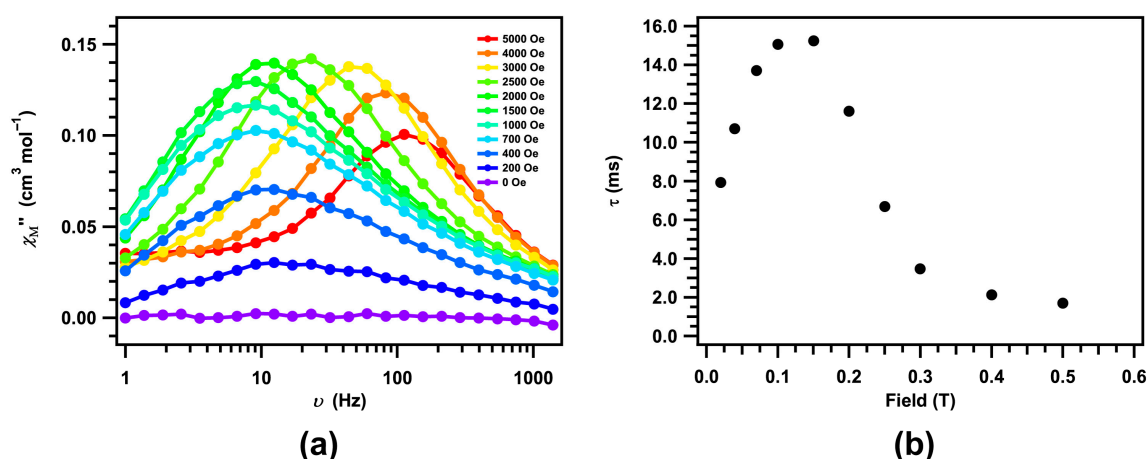 0.15
0.10
0.05
0.00
χM" (cm³ mol⁻¹)
5000 Oe
4000 Oe
3000 Oe
2500 Oe
2000 Oe
1500 Oe
1000 Oe
700 Oe
400 Oe
200 Oe
0 Oe
1 10 100 1000
υ (Hz)
(a)
16.0
14.0
12.0
10.0
8.0
6.0
4.0
2.0
0.0
τ (ms)
0.0 0.1 0.2 0.3 0.4 0.5 0.6
Field (T)
(b)